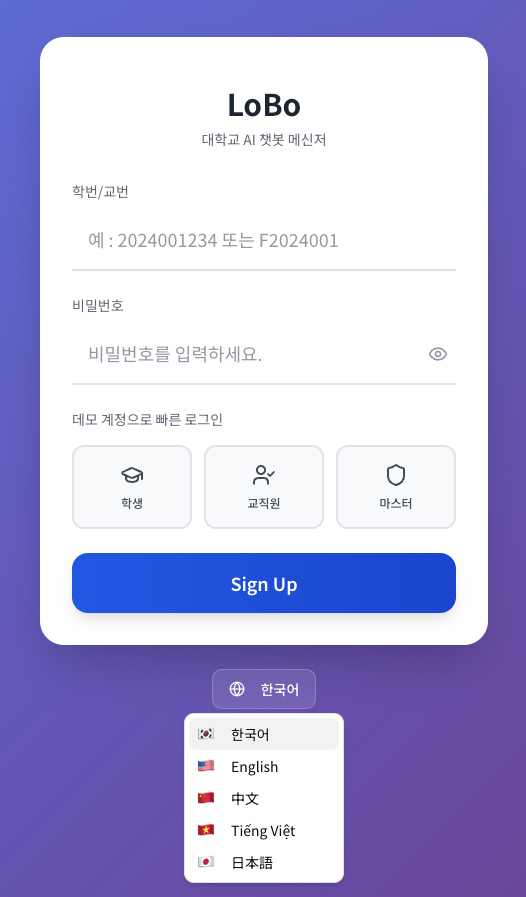 LoBo
대학교 AI 챗봇 메신저
학번/교번
예 : 2024001234 또는 F2024001
비밀번호
비밀번호를 입력하세요.
데모 계정으로 빠른 로그인
학생
교직원
마스터
Sign Up
한국어
한국어
English
中文
Tiếng Việt
日本語